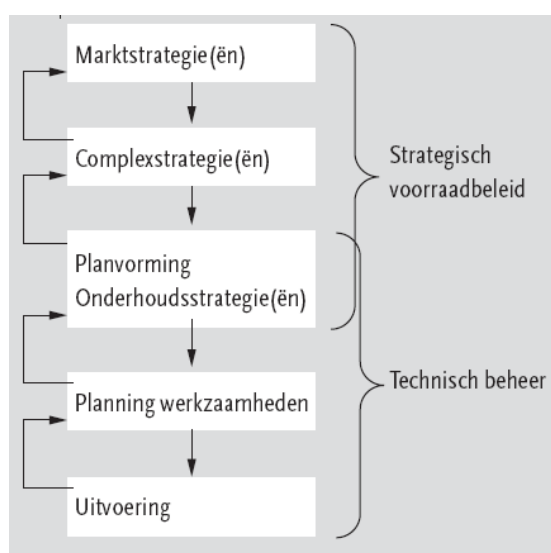 Marktstrategie(ën)
Complexstrategie(ën)
Strategisch
voorraadbeleid
Planvorming
Onderhoudsstrategie(ën)
Technisch beheer
Planning werkzaamheden
Uitvoering